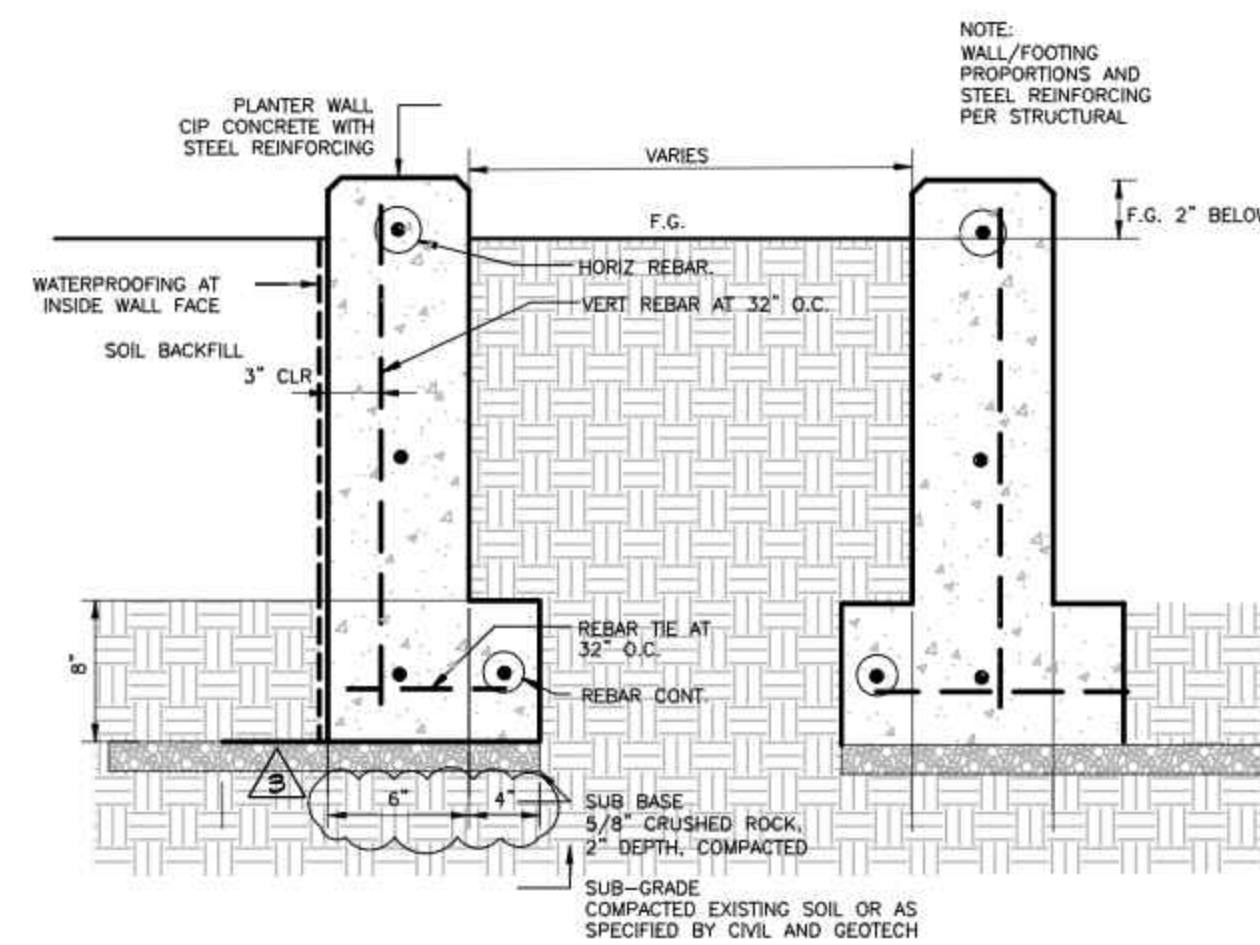 NOTE:
WALL/FOOTING
PROPORTIONS AND
STEEL REINFORCING
PER STRUCTURAL
PLANTER WALL
CIP CONCRETE WITH
STEEL REINFORCING
VARIES
F.G. 2" BELOW
F.G.
HORIZ REBAR.
WATERPROOFING AT
INSIDE WALL FACE
VERT REBAR AT 32" O.C.
SOIL BACKFILL
3" CLR
8"
REBAR TIE AT
32" O.C.
REBAR CONT.
3
6"
4"
SUB BASE
5/8" CRUSHED ROCK,
2" DEPTH, COMPACTED
SUB-GRADE
COMPACTED EXISTING SOIL OR AS
SPECIFIED BY CIVIL AND GEOTECH